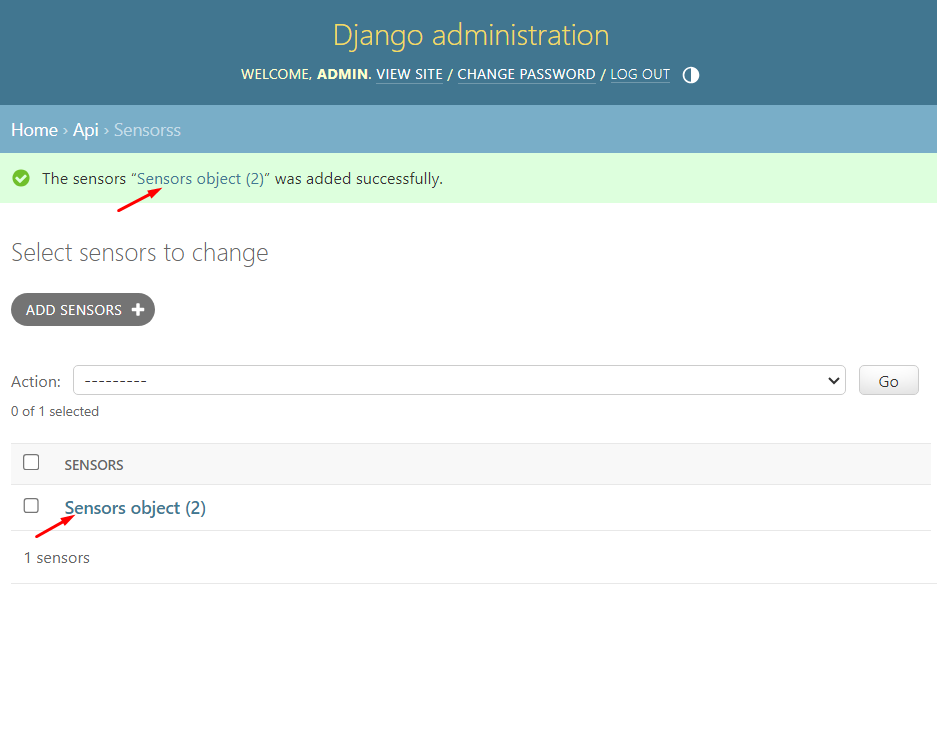 Django administration
WELCOME, ADMIN. VIEW SITE / CHANGE PASSWORD / LOG OUT
Home › Api › Sensorss
The sensors “Sensors object (2)” was added successfully.
Select sensors to change
ADD SENSORS
Action: --------- Go
0 of 1 selected
SENSORS
Sensors object (2)
1 sensors